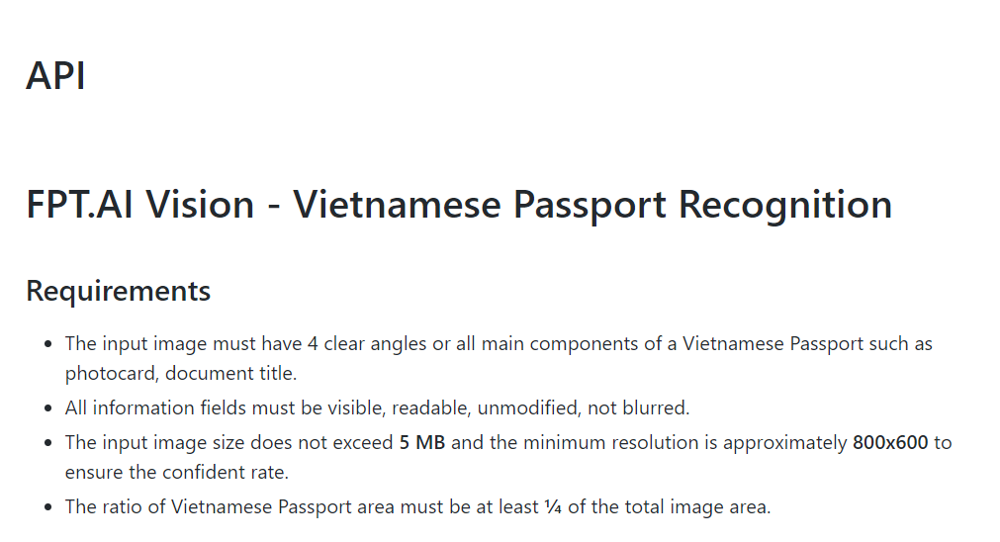 API
FPT.AI Vision - Vietnamese Passport Recognition
Requirements
• The input image must have 4 clear angles or all main components of a Vietnamese Passport such as
photocard, document title.
• All information fields must be visible, readable, unmodified, not blurred.
• The input image size does not exceed 5 MB and the minimum resolution is approximately 800x600 to
ensure the confident rate.
• The ratio of Vietnamese Passport area must be at least ¼ of the total image area.